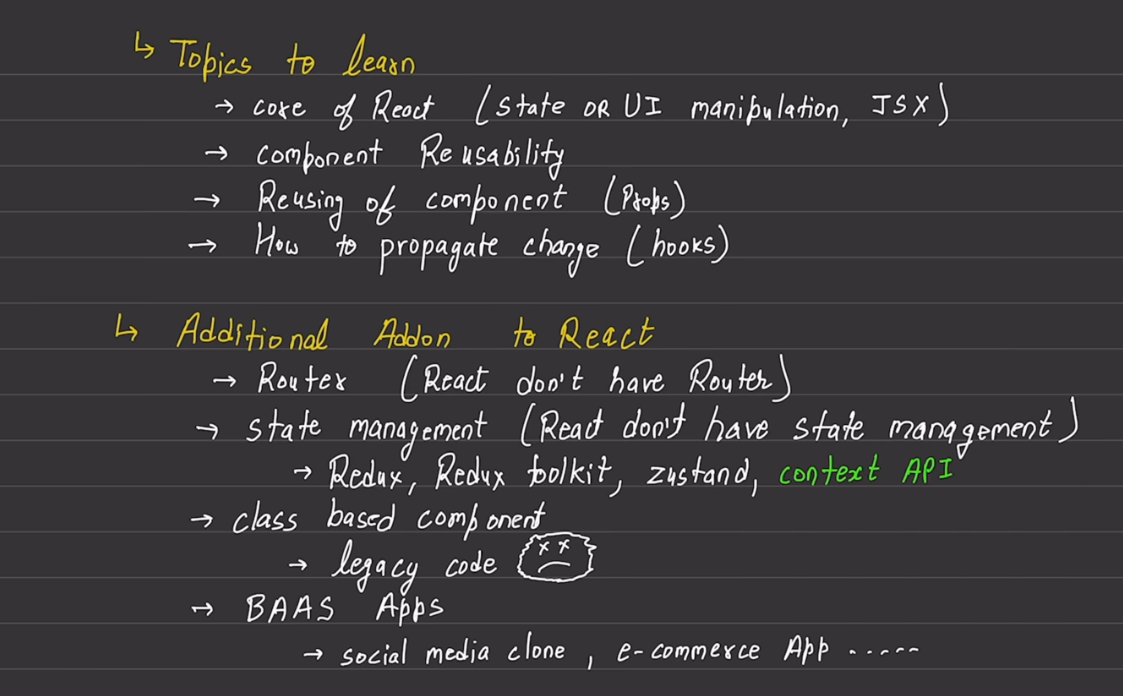 ↳ Topics to learn
→ core of React (state OR UI manipulation, JSX)
→ component Reusability
→ Reusing of component (Props)
→ How to propagate change (hooks)
↳ Additional Addon to React
→ Router (React don't have Router)
→ state management (React don't have state management)
→ Redux, Redux toolkit, zustand, context API
→ class based component
→ legacy code
→ BAAS Apps
→ social media clone, e-commerce App .....